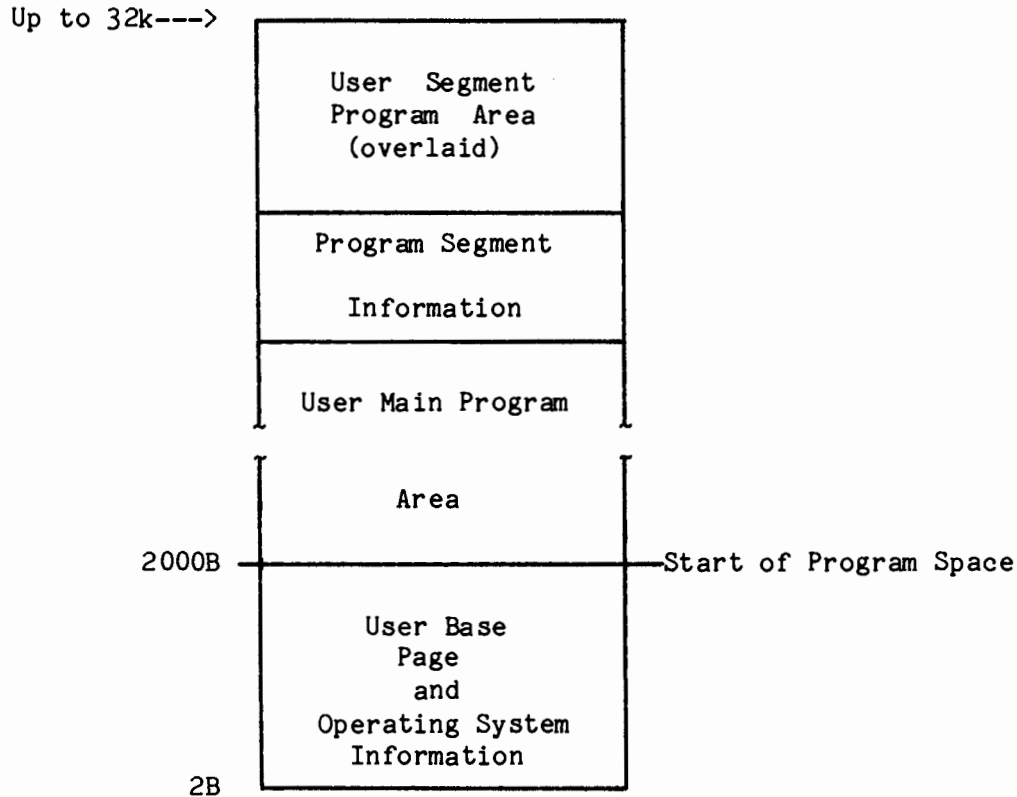 Up to 32k--->
User Segment
Program Area
(overlaid)
Program Segment
Information
User Main Program
Area
2000B
Start of Program Space
User Base
Page
and
Operating System
Information
2B